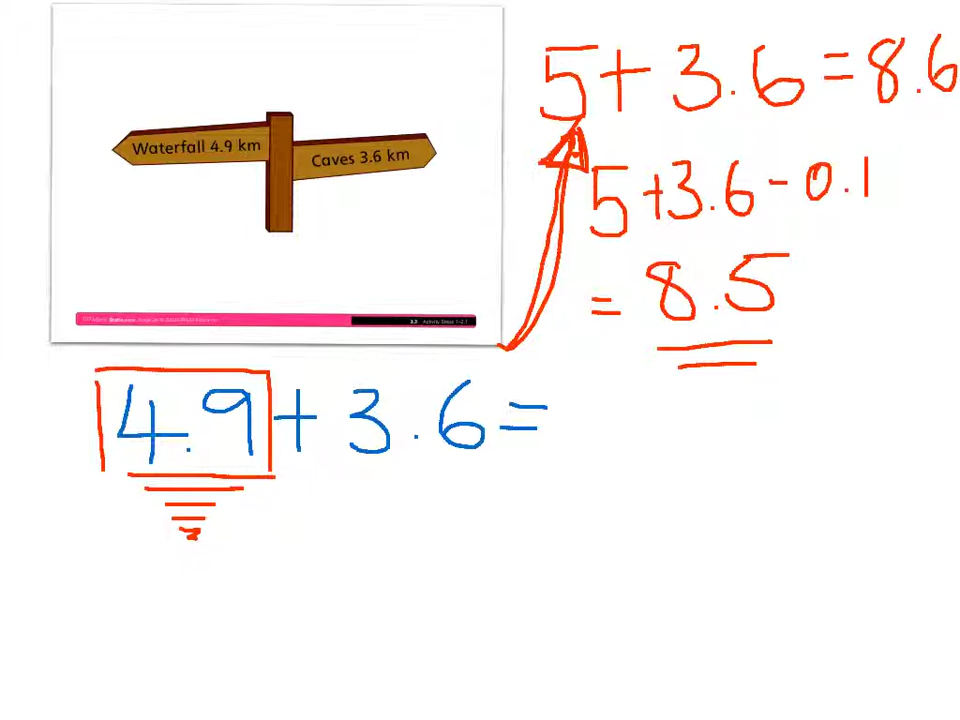 Waterfall 4.9 km
Caves 3.6 km
5+3.6=8.6
5+3.6-0.1
=8.5
4.9+3.6=